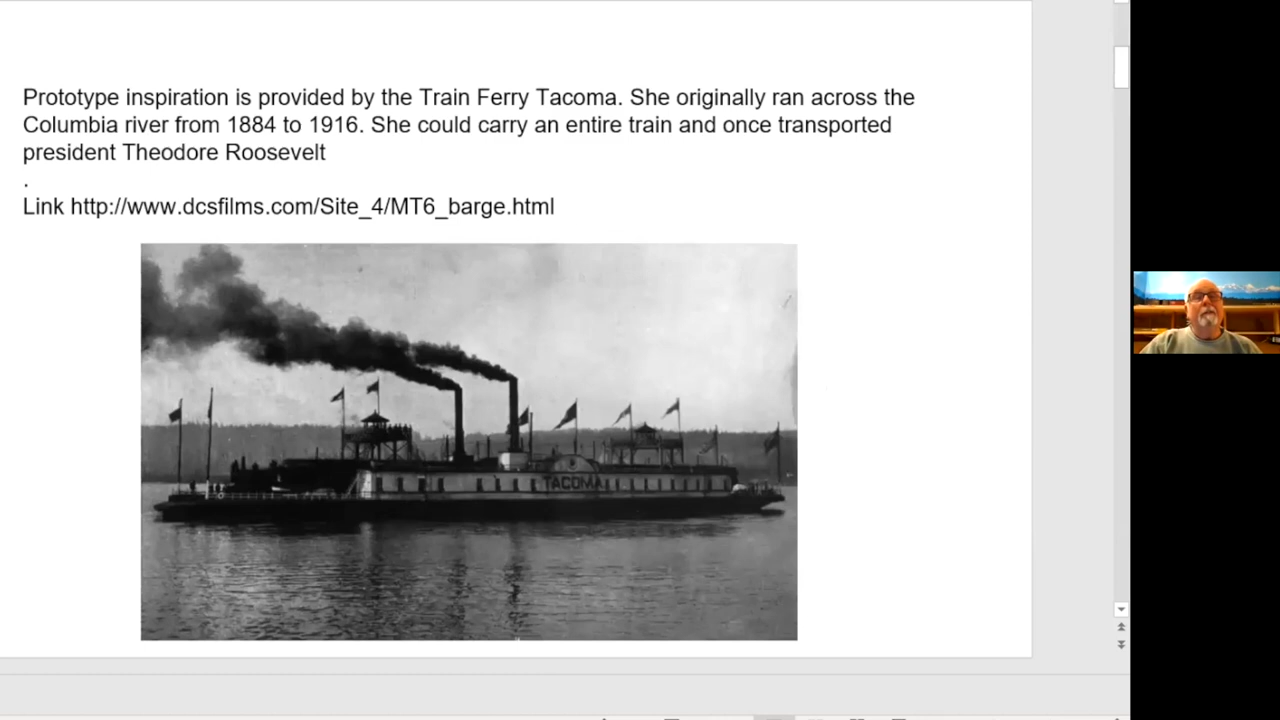 Prototype inspiration is provided by the Train Ferry Tacoma. She originally ran across the
Columbia river from 1884 to 1916. She could carry an entire train and once transported
president Theodore Roosevelt
.
Link http://www.dcsfilms.com/Site_4/MT6_barge.html
TACOMA